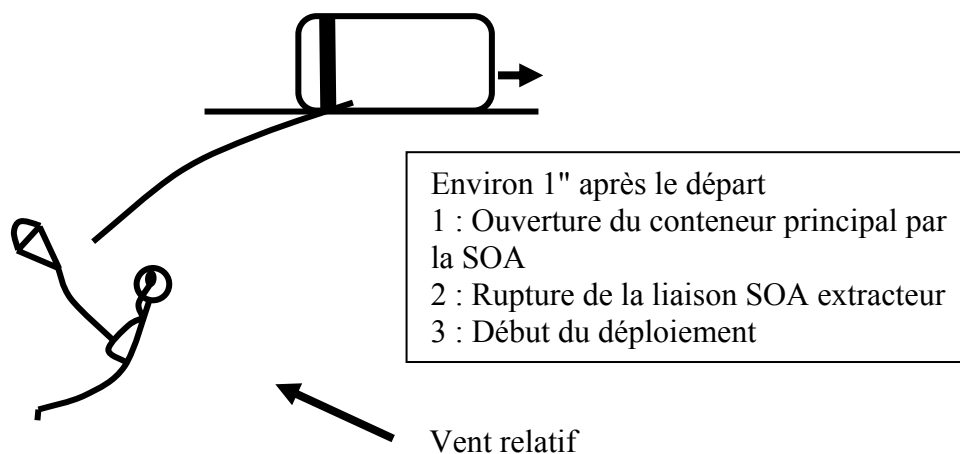 Environ 1" après le départ
1 : Ouverture du conteneur principal par
la SOA
2 : Rupture de la liaison SOA extracteur
3 : Début du déploiement
Vent relatif